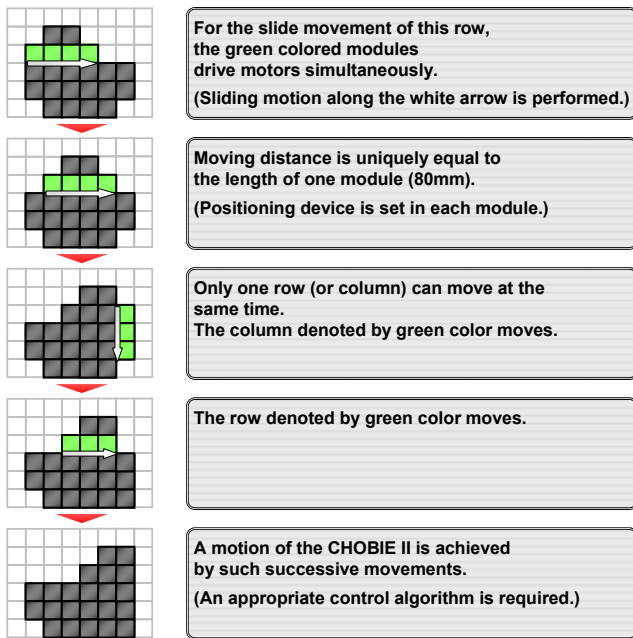 For the slide movement of this row,
the green colored modules
drive motors simultaneously.
(Sliding motion along the white arrow is performed.)
Moving distance is uniquely equal to
the length of one module (80mm).
(Positioning device is set in each module.)
Only one row (or column) can move at the
same time.
The column denoted by green color moves.
The row denoted by green color moves.
A motion of the CHOBIE II is achieved
by such successive movements.
(An appropriate control algorithm is required.)